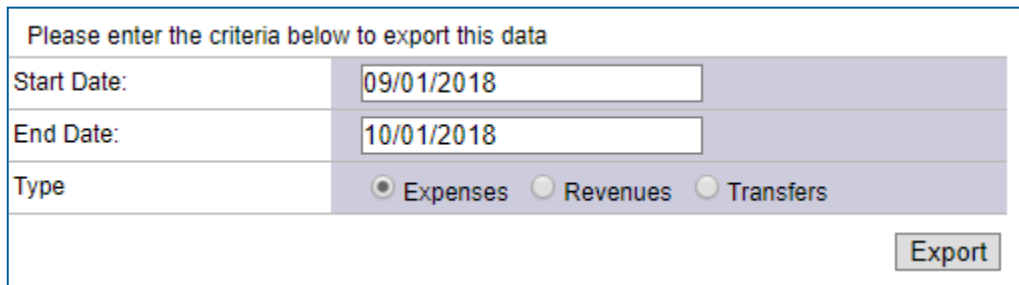 Please enter the criteria below to export this data
Start Date: 09/01/2018
End Date: 10/01/2018
Type Expenses Revenues Transfers
Export